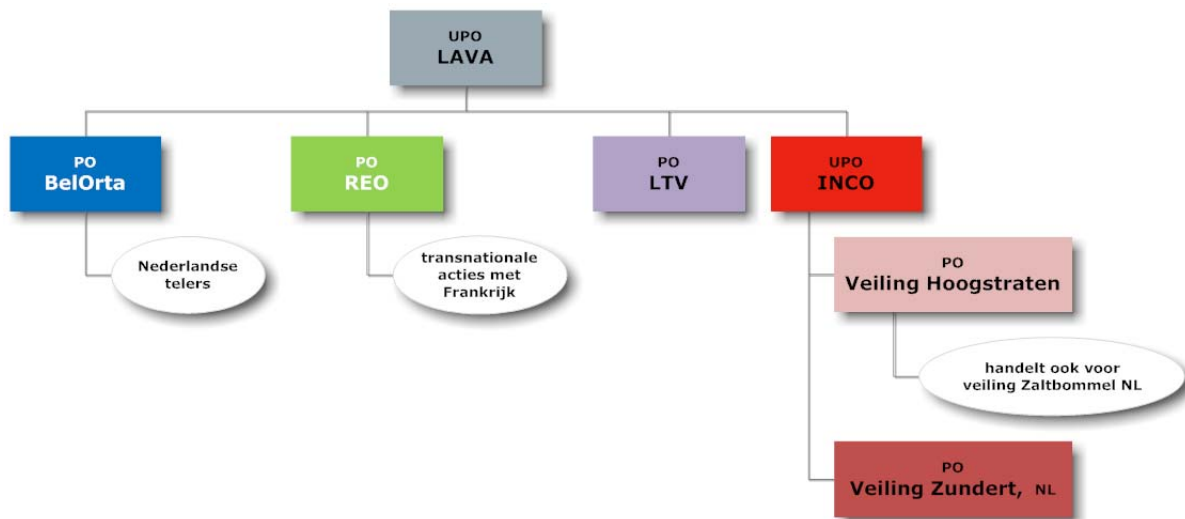 UPO
LAVA
PO
BelOrta
PO
REO
PO
LTV
UPO
INCO
Nederlandse
telers
transnationale
acties met
Frankrijk
PO
Veiling Hoogstraten
handelt ook voor
veiling Zaltbommel NL
PO
Veiling Zundert, NL